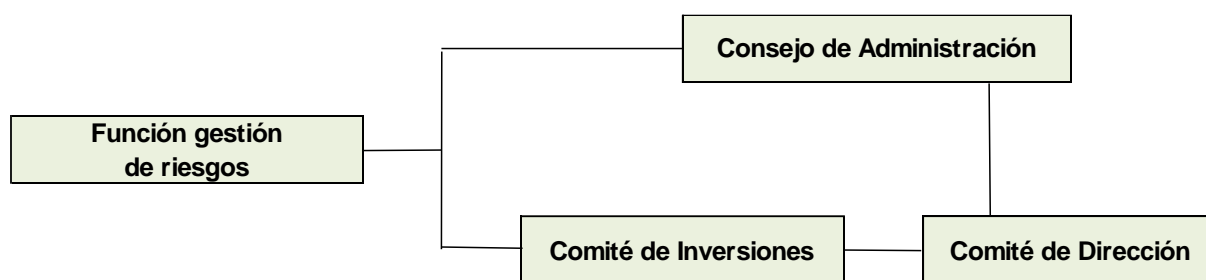 Consejo de Administración
Función gestión
de riesgos
Comité de Inversiones
Comité de Dirección